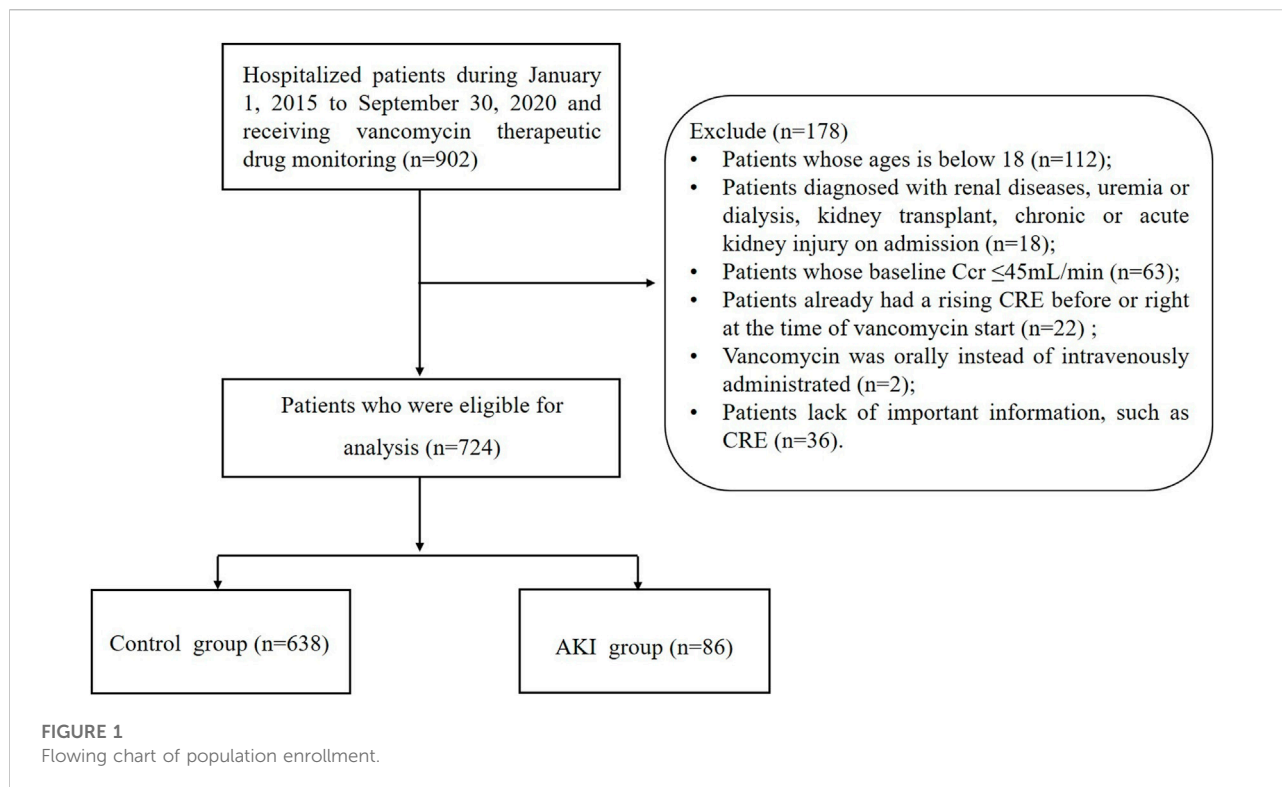 Hospitalized patients during January
1, 2015 to September 30, 2020 and
receiving vancomycin therapeutic
drug monitoring (n=902)
Exclude (n=178)
• Patients whose ages is below 18 (n=112);
• Patients diagnosed with renal diseases, uremia or
dialysis, kidney transplant, chronic or acute
kidney injury on admission (n=18);
• Patients whose baseline Ccr ≤45mL/min (n=63);
• Patients already had a rising CRE before or right
at the time of vancomycin start (n=22) ;
• Vancomycin was orally instead of intravenously
administrated (n=2);
• Patients lack of important information, such as
CRE (n=36).
Patients who were eligible for
analysis (n=724)
Control group (n=638)
AKI group (n=86)
FIGURE 1
Flowing chart of population enrollment.